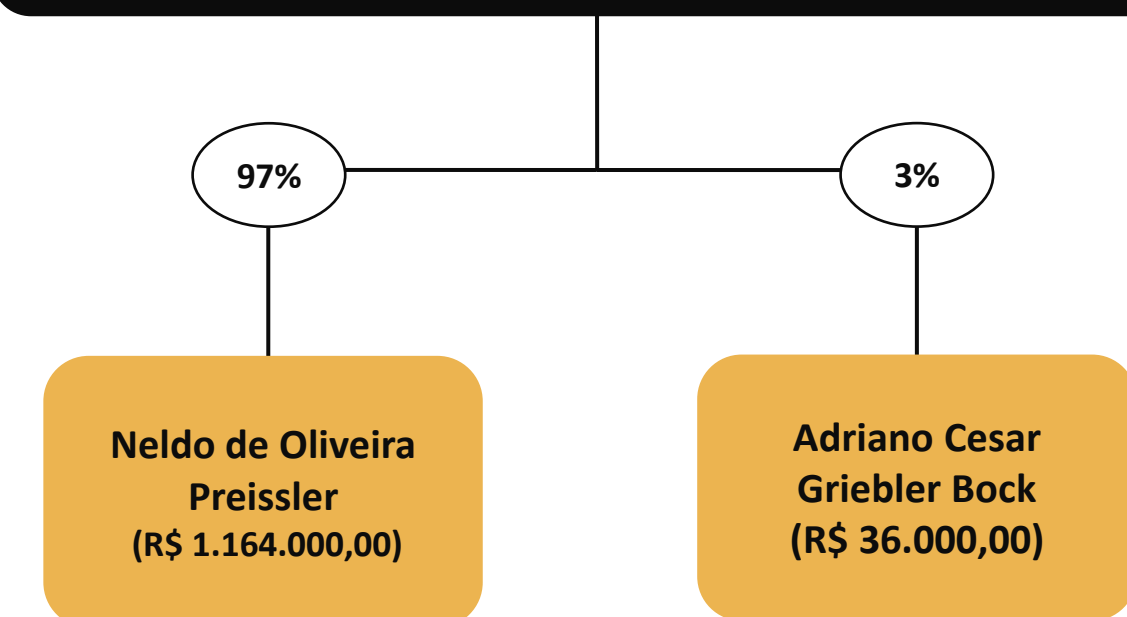 97%
3%
Neldo de Oliveira
Preissler
(R$ 1.164.000,00)
Adriano Cesar
Griebler Bock
(R$ 36.000,00)